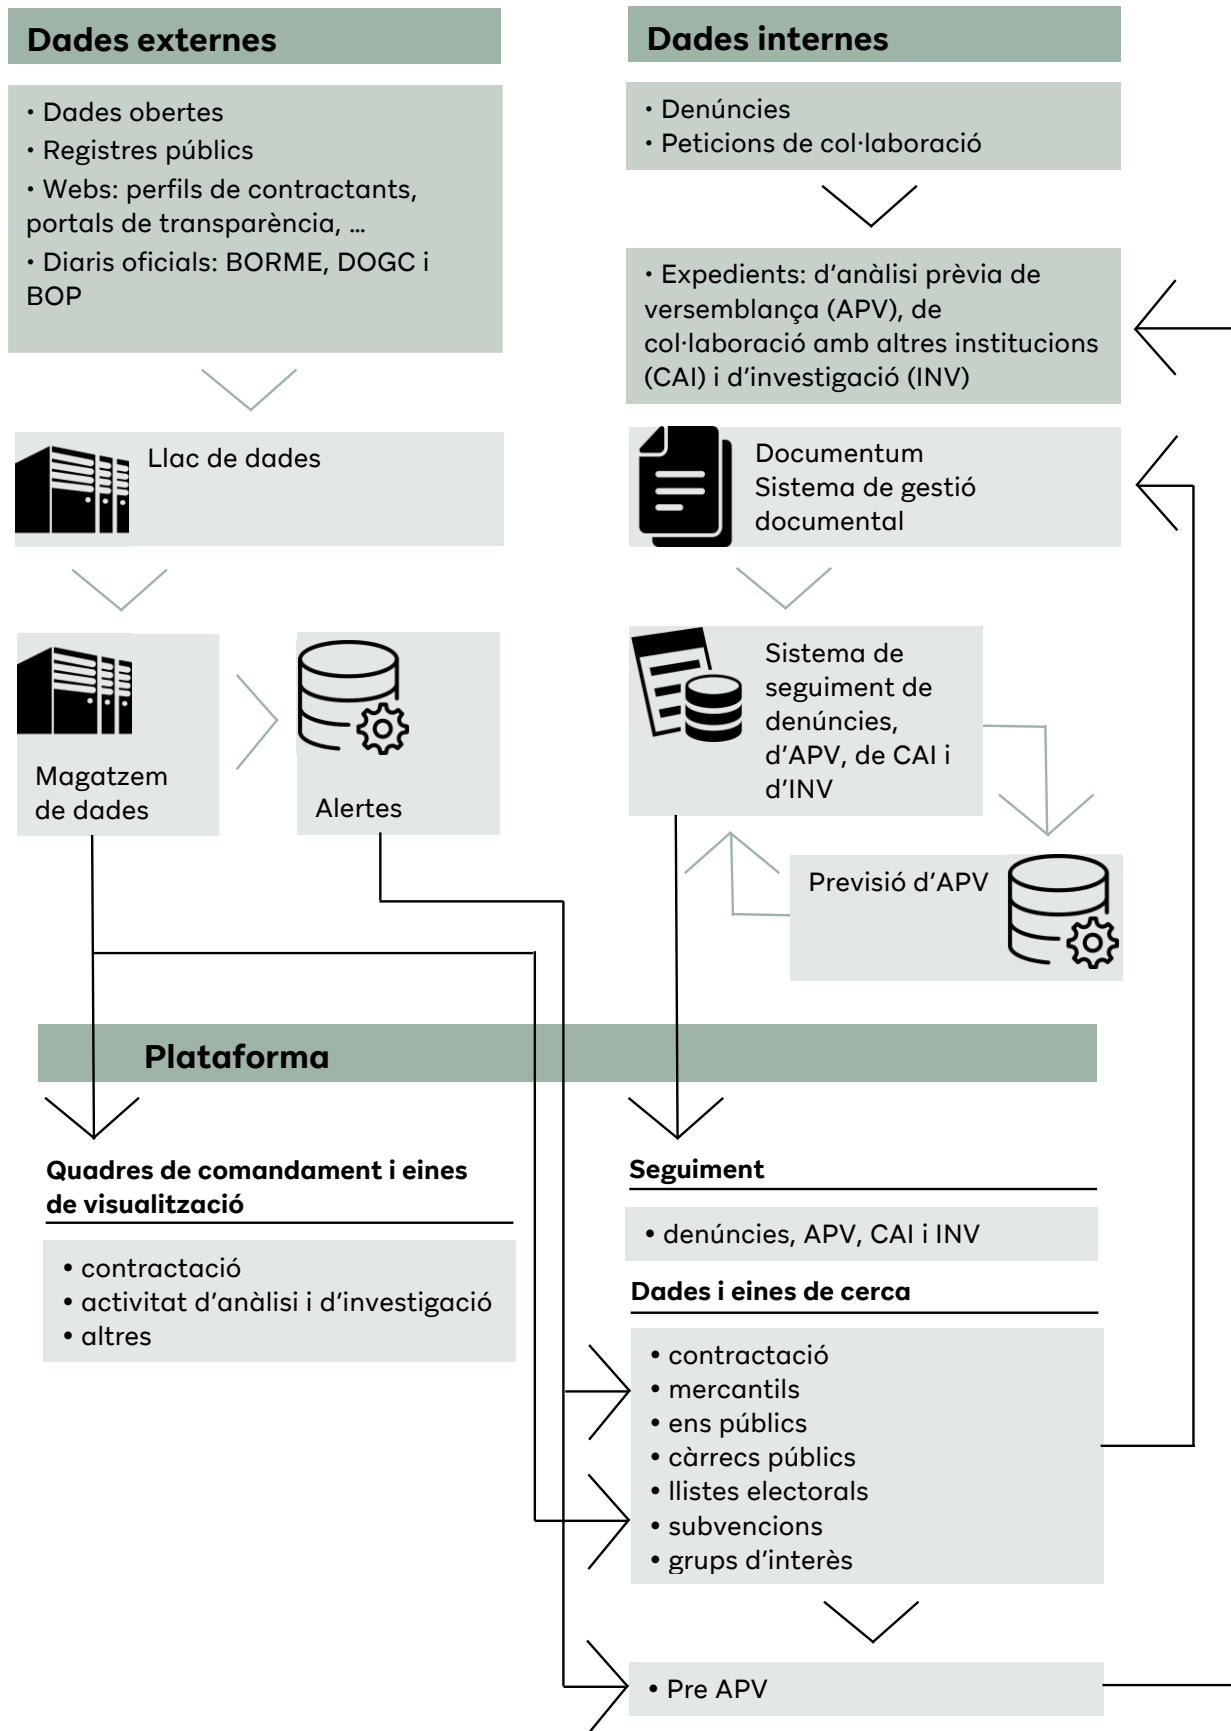 Dades externes
• Dades obertes
• Registres públics
• Webs: perfils de contractants,
portals de transparència, ...
• Diaris oficials: BORME, DOGC i
BOP
Llac de dades
Magatzem
de dades
Alertes
Dades internes
• Denúncies
• Peticions de col·laboració
• Expedients: d'anàlisi prèvia de
versemblança (APV), de
col·laboració amb altres institucions
(CAI) i d'investigació (INV)
Documentum
Sistema de gestió
documental
Sistema de
seguiment de
denúncies,
d'APV, de CAI i
d'INV
Previsió d'APV
Plataforma
Quadres de comandament i eines
de visualització
• contractació
• activitat d'anàlisi i d'investigació
• altres
Seguiment
• denúncies, APV, CAI i INV
Dades i eines de cerca
• contractació
• mercantils
• ens públics
• càrrecs públics
• llistes electorals
• subvencions
• grups d'interès
• Pre APV